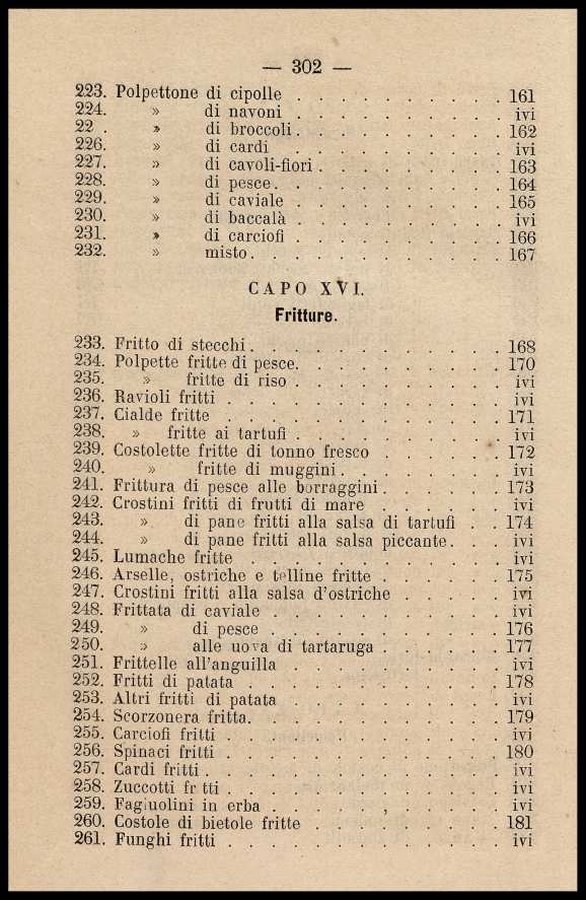 — 302 —
223. Polpettone di cipolle . . . . . . . . . . 161
224. » di navoni . . . . . . . . . . ivi
22 . » di broccoli . . . . . . . . . . 162
226. » di cardi . . . . . . . . . . ivi
227. » di cavoli-fiori . . . . . . . . . 163
228. » di pesce . . . . . . . . . . 164
229. » di caviale . . . . . . . . . . 165
230. » di baccalà . . . . . . . . . . ivi
231. » di carciofi . . . . . . . . . . 166
232. » misto . . . . . . . . . . . 167
CAPO XVI.
Fritture.
233. Fritto di stecchi . . . . . . . . . . . 168
234. Polpette fritte di pesce . . . . . . . . . . 170
235. » fritte di riso . . . . . . . . . . ivi
236. Ravioli fritti . . . . . . . . . . . . ivi
237. Cialde fritte . . . . . . . . . . . . 171
238. » fritte ai tartufi . . . . . . . . . . ivi
239. Costolette fritte di tonno fresco . . . . . . 172
240. » fritte di muggini . . . . . . . . ivi
241. Frittura di pesce alle borraggini . . . . . . . 173
242. Crostini fritti di frutti di mare . . . . . . ivi
243. » di pane fritti alla salsa di tartufi . . 174
244. » di pane fritti alla salsa piccante . . . ivi
245. Lumache fritte . . . . . . . . . . . ivi
246. Arselle, ostriche e telline fritte . . . . . . 175
247. Crostini fritti alla salsa d'ostriche . . . . . ivi
248. Frittata di caviale . . . . . . . . . . ivi
249. » di pesce . . . . . . . . . . 176
250. » alle uova di tartaruga . . . . . . 177
251. Frittelle all'anguilla . . . . . . . . . . ivi
252. Fritti di patata . . . . . . . . . . . 178
253. Altri fritti di patata . . . . . . . . . . ivi
254. Scorzonera fritta . . . . . . . . . . . 179
255. Carciofi fritti . . . . . . . . . . . . ivi
256. Spinaci fritti . . . . . . . . . . . . 180
257. Cardi fritti . . . . . . . . . . . . ivi
258. Zuccotti fr tti . . . . . . . . . . . ivi
259. Fagiuolini in erba . . . . . . . . . . ivi
260. Costole di bietole fritte . . . . . . . . 181
261. Funghi fritti . . . . . . . . . . . . ivi